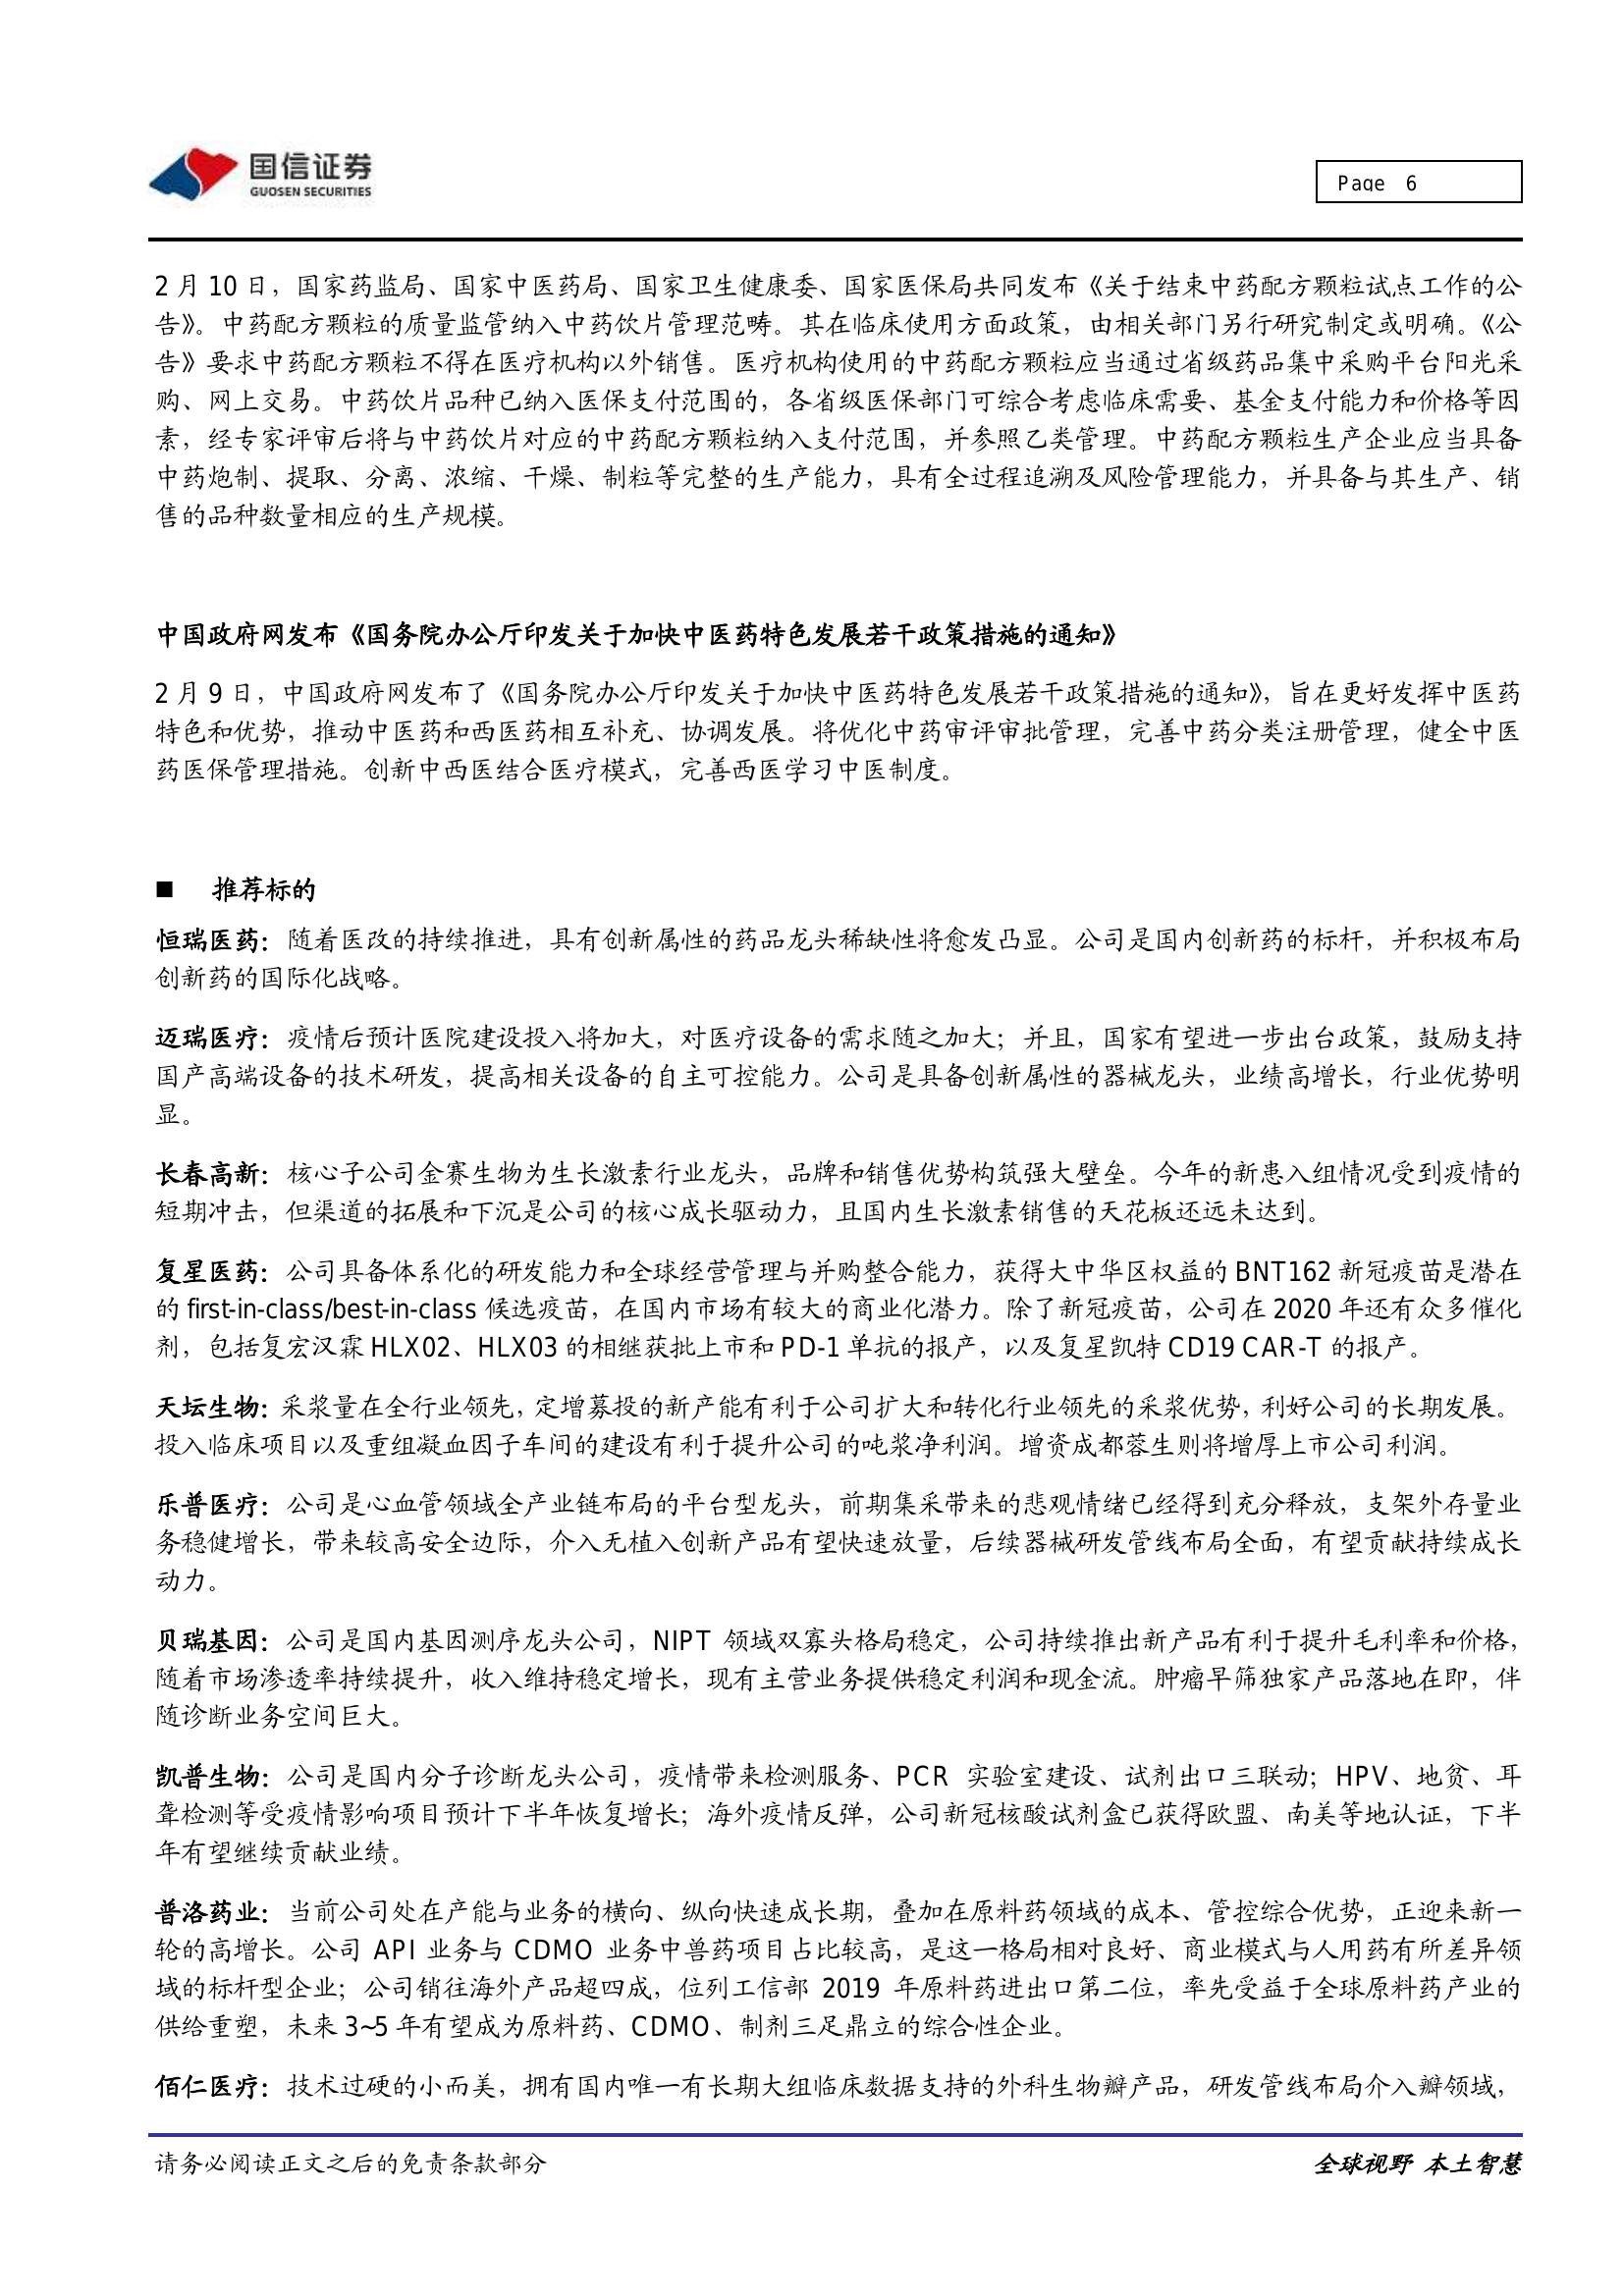 国信证券
GUOSEN SECURITIES
Page 6
2 月 10 日，国家药监局、国家中医药局、国家卫生健康委、国家医保局共同发布《关于结束中药配方颗粒试点工作的公
告》。中药配方颗粒的质量监管纳入中药饮片管理范畴。其在临床使用方面政策，由相关部门另行研究制定或明确。《公
告》要求中药配方颗粒不得在医疗机构以外销售。医疗机构使用的中药配方颗粒应当通过省级药品集中采购平台阳光采
购、网上交易。中药饮片品种已纳入医保支付范围的，各省级医保部门可综合考虑临床需要、基金支付能力和价格等因
素，经专家评审后将与中药饮片对应的中药配方颗粒纳入支付范围，并参照乙类管理。中药配方颗粒生产企业应当具备
中药炮制、提取、分离、浓缩、干燥、制粒等完整的生产能力，具有全过程追溯及风险管理能力，并具备与其生产、销
售的品种数量相应的生产规模。
中国政府网发布《国务院办公厅印发关于加快中医药特色发展若干政策措施的通知》
2 月 9 日，中国政府网发布了《国务院办公厅印发关于加快中医药特色发展若干政策措施的通知》，旨在更好发挥中医药
特色和优势，推动中医药和西医药相互补充、协调发展。将优化中药审评审批管理，完善中药分类注册管理，健全中医
药医保管理措施。创新中西医结合医疗模式，完善西医学习中医制度。
■ 推荐标的
恒瑞医药：随着医改的持续推进，具有创新属性的药品龙头稀缺性将愈发凸显。公司是国内创新药的标杆，并积极布局
创新药的国际化战略。
迈瑞医疗：疫情后预计医院建设投入将加大，对医疗设备的需求随之加大；并且，国家有望进一步出台政策，鼓励支持
国产高端设备的技术研发，提高相关设备的自主可控能力。公司是具备创新属性的器械龙头，业绩高增长，行业优势明
显。
长春高新：核心子公司金赛生物为生长激素行业龙头，品牌和销售优势构筑强大壁垒。今年的新患入组情况受到疫情的
短期冲击，但渠道的拓展和下沉是公司的核心成长驱动力，且国内生长激素销售的天花板还远未达到。
复星医药：公司具备体系化的研发能力和全球经营管理与并购整合能力，获得大中华区权益的 BNT162 新冠疫苗是潜在
的 first-in-class/best-in-class 候选疫苗，在国内市场有较大的商业化潜力。除了新冠疫苗，公司在 2020 年还有众多催化
剂，包括复宏汉霖 HLX02、HLX03 的相继获批上市和 PD-1 单抗的报产，以及复星凯特 CD19 CAR-T 的报产。
天坛生物：采浆量在全行业领先，定增募投的新产能有利于公司扩大和转化行业领先的采浆优势，利好公司的长期发展。
投入临床项目以及重组凝血因子车间的建设有利于提升公司的吨浆净利润。增资成都蓉生则将增厚上市公司利润。
乐普医疗：公司是心血管领域全产业链布局的平台型龙头，前期集采带来的悲观情绪已经得到充分释放，支架外存量业
务稳健增长，带来较高安全边际，介入无植入创新产品有望快速放量，后续器械研发管线布局全面，有望贡献持续成长
动力。
贝瑞基因：公司是国内基因测序龙头公司，NIPT 领域双寡头格局稳定，公司持续推出新产品有利于提升毛利率和价格，
随着市场渗透率持续提升，收入维持稳定增长，现有主营业务提供稳定利润和现金流。肿瘤早筛独家产品落地在即，伴
随诊断业务空间巨大。
凯普生物：公司是国内分子诊断龙头公司，疫情带来检测服务、PCR 实验室建设、试剂出口三联动；HPV、地贫、耳
聋检测等受疫情影响项目预计下半年恢复增长；海外疫情反弹，公司新冠核酸试剂盒已获得欧盟、南美等地认证，下半
年有望继续贡献业绩。
普洛药业：当前公司处在产能与业务的横向、纵向快速成长期，叠加在原料药领域的成本、管控综合优势，正迎来新一
轮的高增长。公司 API 业务与 CDMO 业务中兽药项目占比较高，是这一格局相对良好、商业模式与人用药有所差异领
域的标杆型企业；公司销往海外产品超四成，位列工信部 2019 年原料药进出口第二位，率先受益于全球原料药产业的
供给重塑，未来 3~5 年有望成为原料药、CDMO、制剂三足鼎立的综合性企业。
佰仁医疗：技术过硬的小而美，拥有国内唯一有长期大组临床数据支持的外科生物瓣产品，研发管线布局介入瓣领域，
请务必阅读正文之后的免责条款部分
全球视野 本土智慧